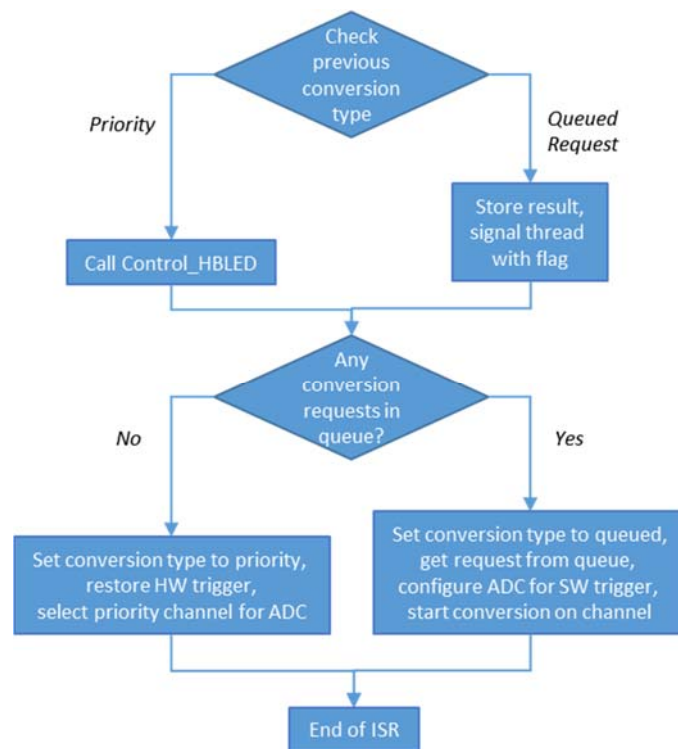 Check
previous
conversion
type
Priority
Queued
Request
Call Control_HBLED
Store result,
signal thread
with flag
Any
conversion
requests in
queue?
No
Yes
Set conversion type to priority,
restore HW trigger,
select priority channel for ADC
Set conversion type to queued,
get request from queue,
configure ADC for SW trigger,
start conversion on channel
End of ISR